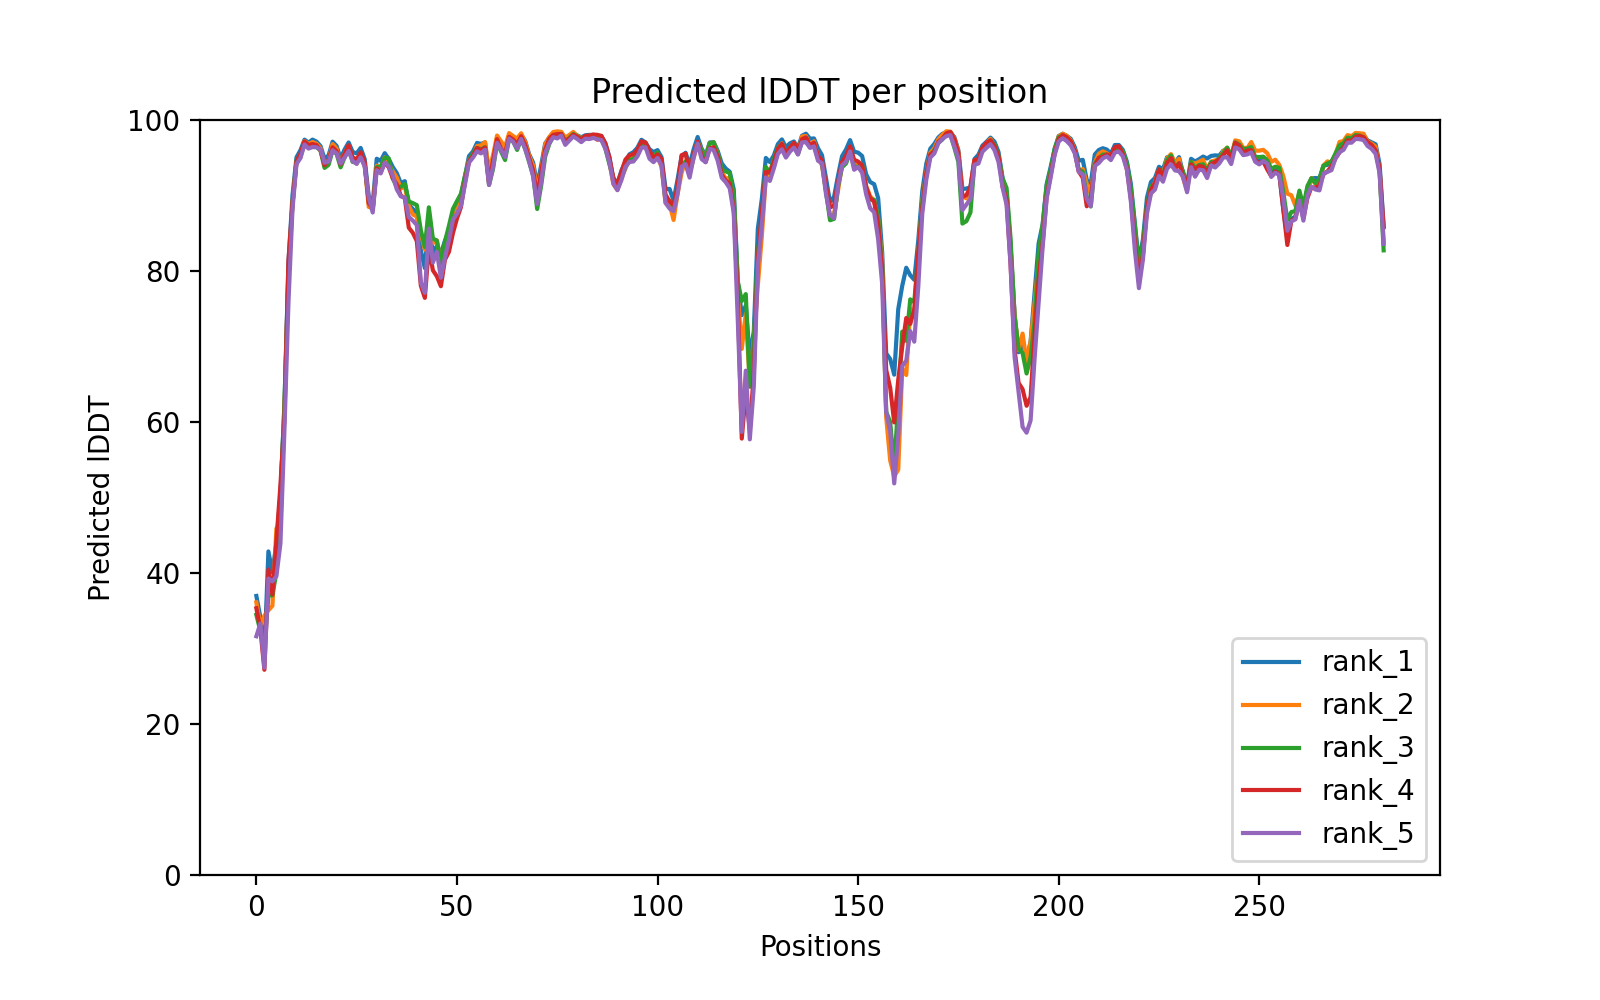 Predicted lDDT per position
100
80
60
40
20
0
Predicted lDDT
0 50 100 150 200 250
Positions
rank_1
rank_2
rank_3
rank_4
rank_5